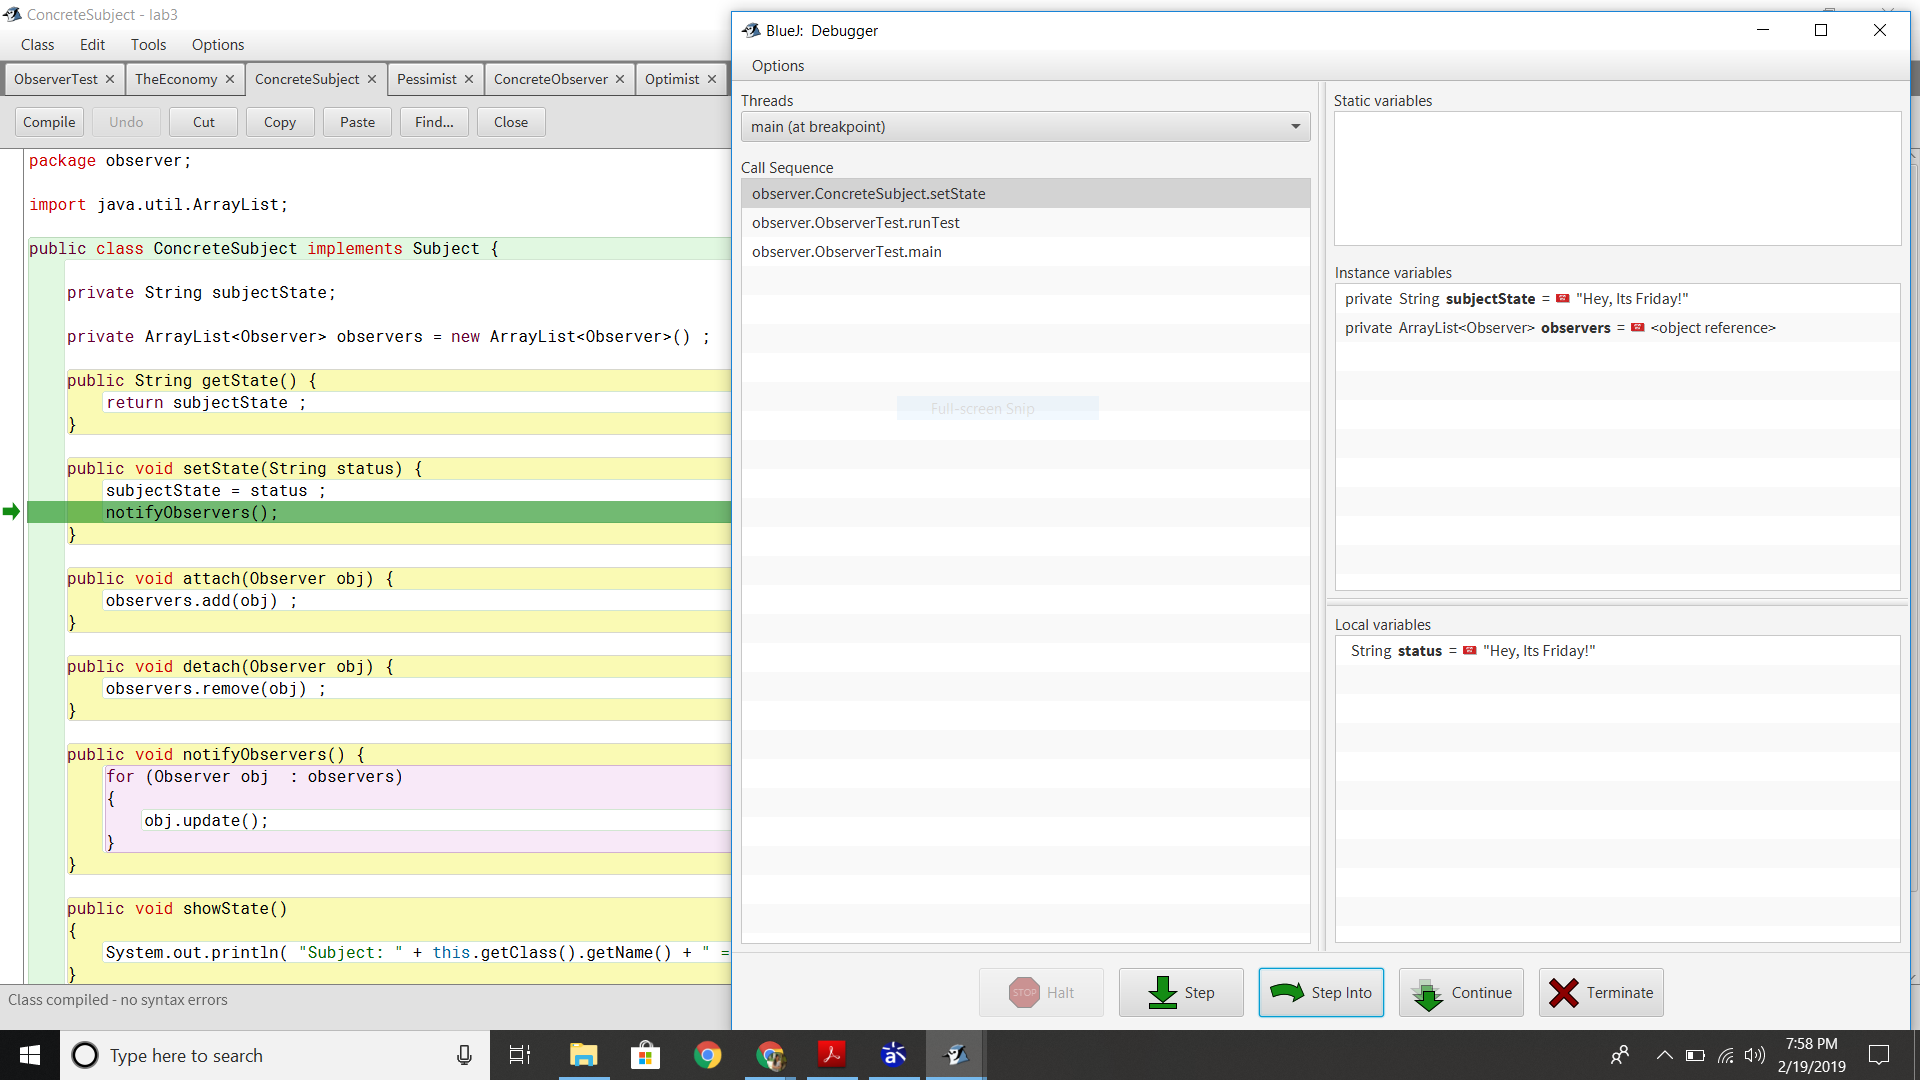 ConcreteSubject - lab3
Class Edit Tools Options
ObserverTest TheEconomy ConcreteSubject Pessimist ConcreteObserver Optimist
Compile Undo Cut Copy Paste Find... Close
package observer;
import java.util.ArrayList;
public class ConcreteSubject implements Subject {
private String subjectState;
private ArrayList<Observer> observers = new ArrayList<Observer>() ;
public String getState() {
return subjectState ;
}
public void setState(String status) {
subjectState = status ;
notifyObservers();
}
public void attach(Observer obj) {
observers.add(obj) ;
}
public void detach(Observer obj) {
observers.remove(obj) ;
}
public void notifyObservers() {
for (Observer obj  : observers)
{
obj.update();
}
}
public void showState()
{
System.out.println( "Subject: " + this.getClass().getName() + " =
}
Class compiled - no syntax errors
BlueJ: Debugger
Options
Threads
main (at breakpoint)
Call Sequence
observer.ConcreteSubject.setState
observer.ObserverTest.runTest
observer.ObserverTest.main
Full-screen Snip
Static variables
Instance variables
private String subjectState = "Hey, Its Friday!"
private ArrayList<Observer> observers = <object reference>
Local variables
String status = "Hey, Its Friday!"
STOP Halt Step Step Into Continue Terminate
Type here to search
7:58 PM
2/19/2019